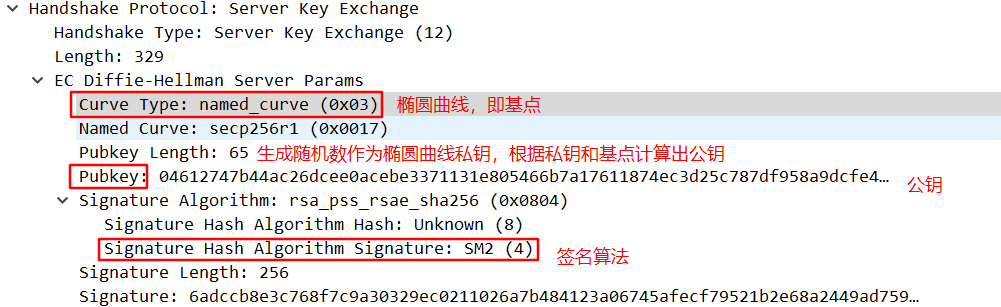 Handshake Protocol: Server Key Exchange
Handshake Type: Server Key Exchange (12)
Length: 329
EC Diffie-Hellman Server Params
Curve Type: named_curve (0x03) 椭圆曲线，即基点
Named Curve: secp256r1 (0x0017)
Pubkey Length: 65 生成随机数作为椭圆曲线私钥，根据私钥和基点计算出公钥
Pubkey: 04612747b44ac26dcee0acebe3371131e805466b7a17611874ec3d25c787df958a9dcfe4… 公钥
Signature Algorithm: rsa_pss_rsae_sha256 (0x0804)
Signature Hash Algorithm Hash: Unknown (8)
Signature Hash Algorithm Signature: SM2 (4) 签名算法
Signature Length: 256
Signature: 6adccb8e3c768f7c9a30329ec0211026a7b484123a06745afecf79521b2e68a2449ad759…